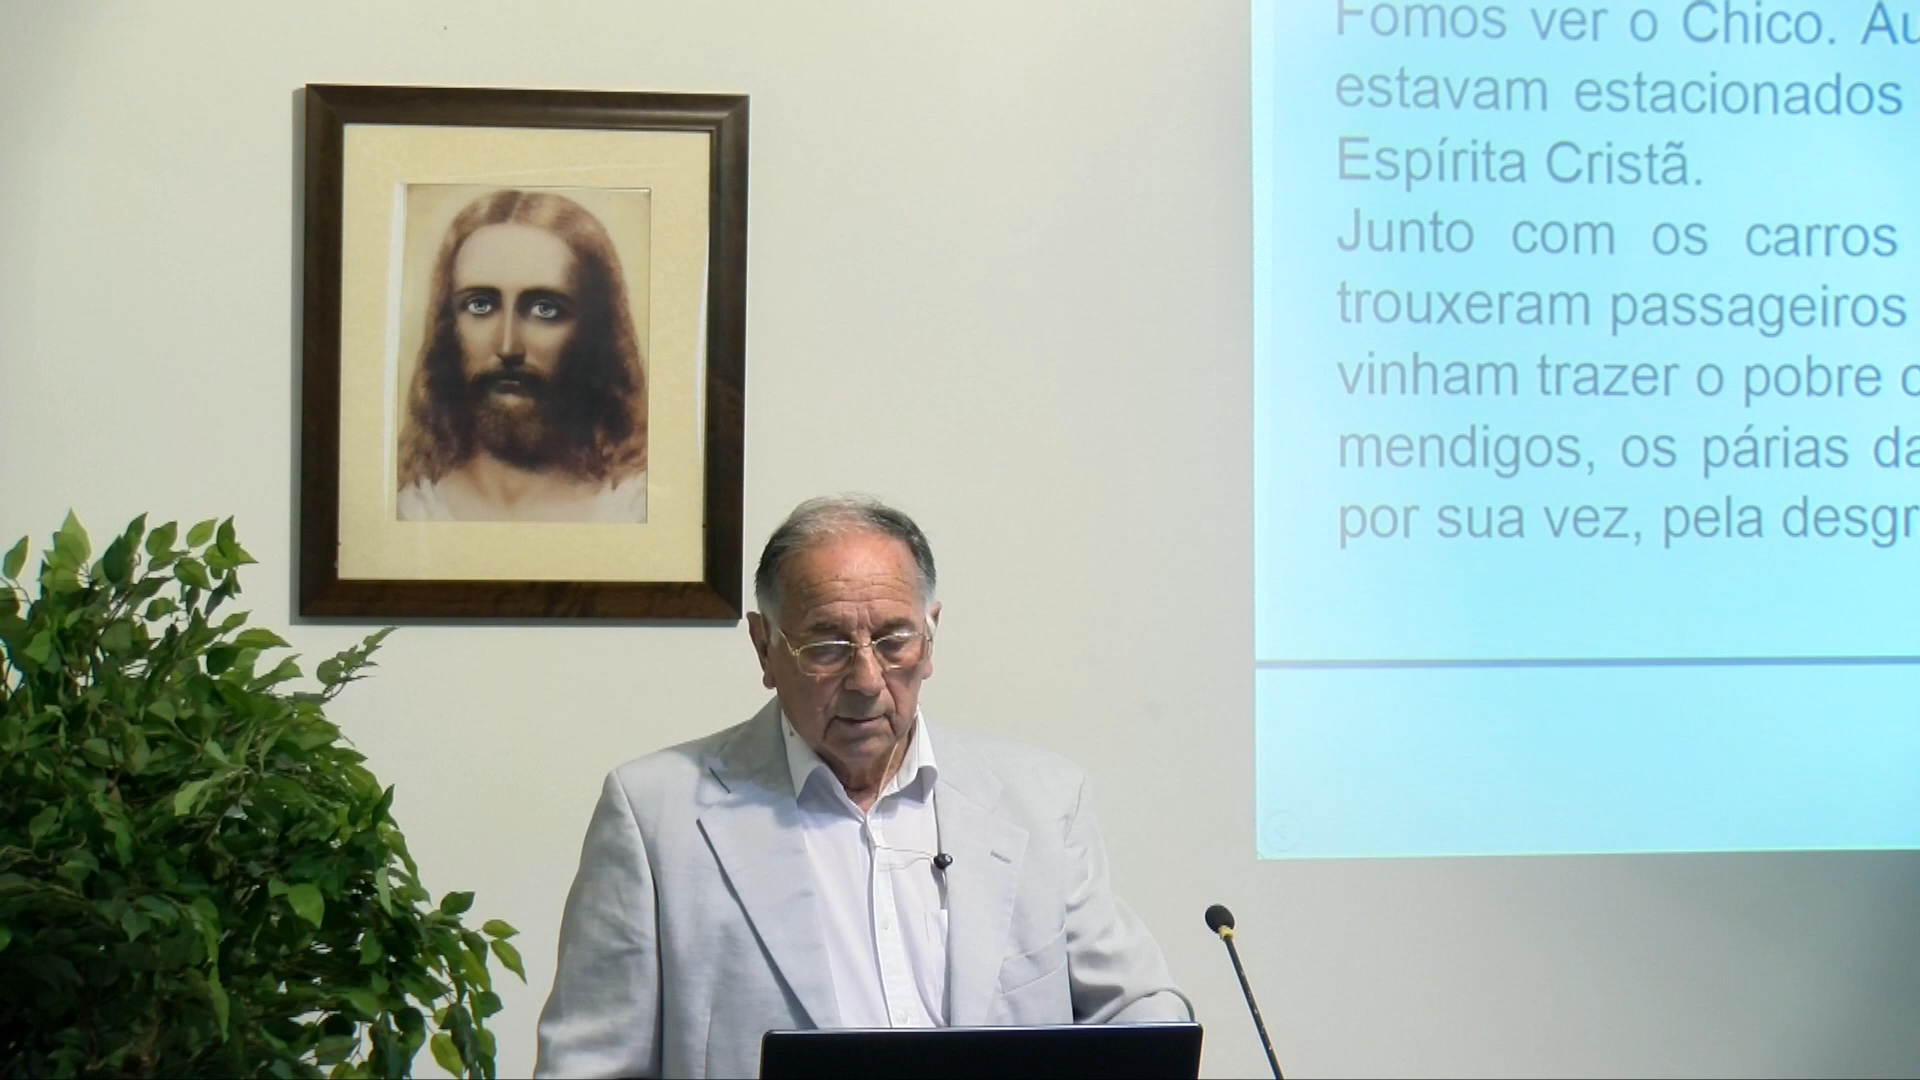 Fomos ver o Chico.
estavam estacionados
Espírita Cristã.
Junto com os carros
trouxeram passageiros
vinham trazer o pobre
mendigos, os párias
por sua vez, pela